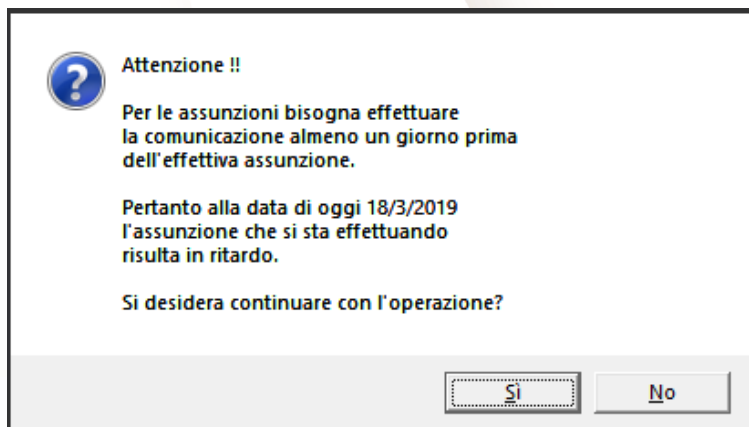 Attenzione !!
Per le assunzioni bisogna effettuare
la comunicazione almeno un giorno prima
dell'effettiva assunzione.
Pertanto alla data di oggi 18/3/2019
l'assunzione che si sta effettuando
risulta in ritardo.
Si desidera continuare con l'operazione?
Sì
No